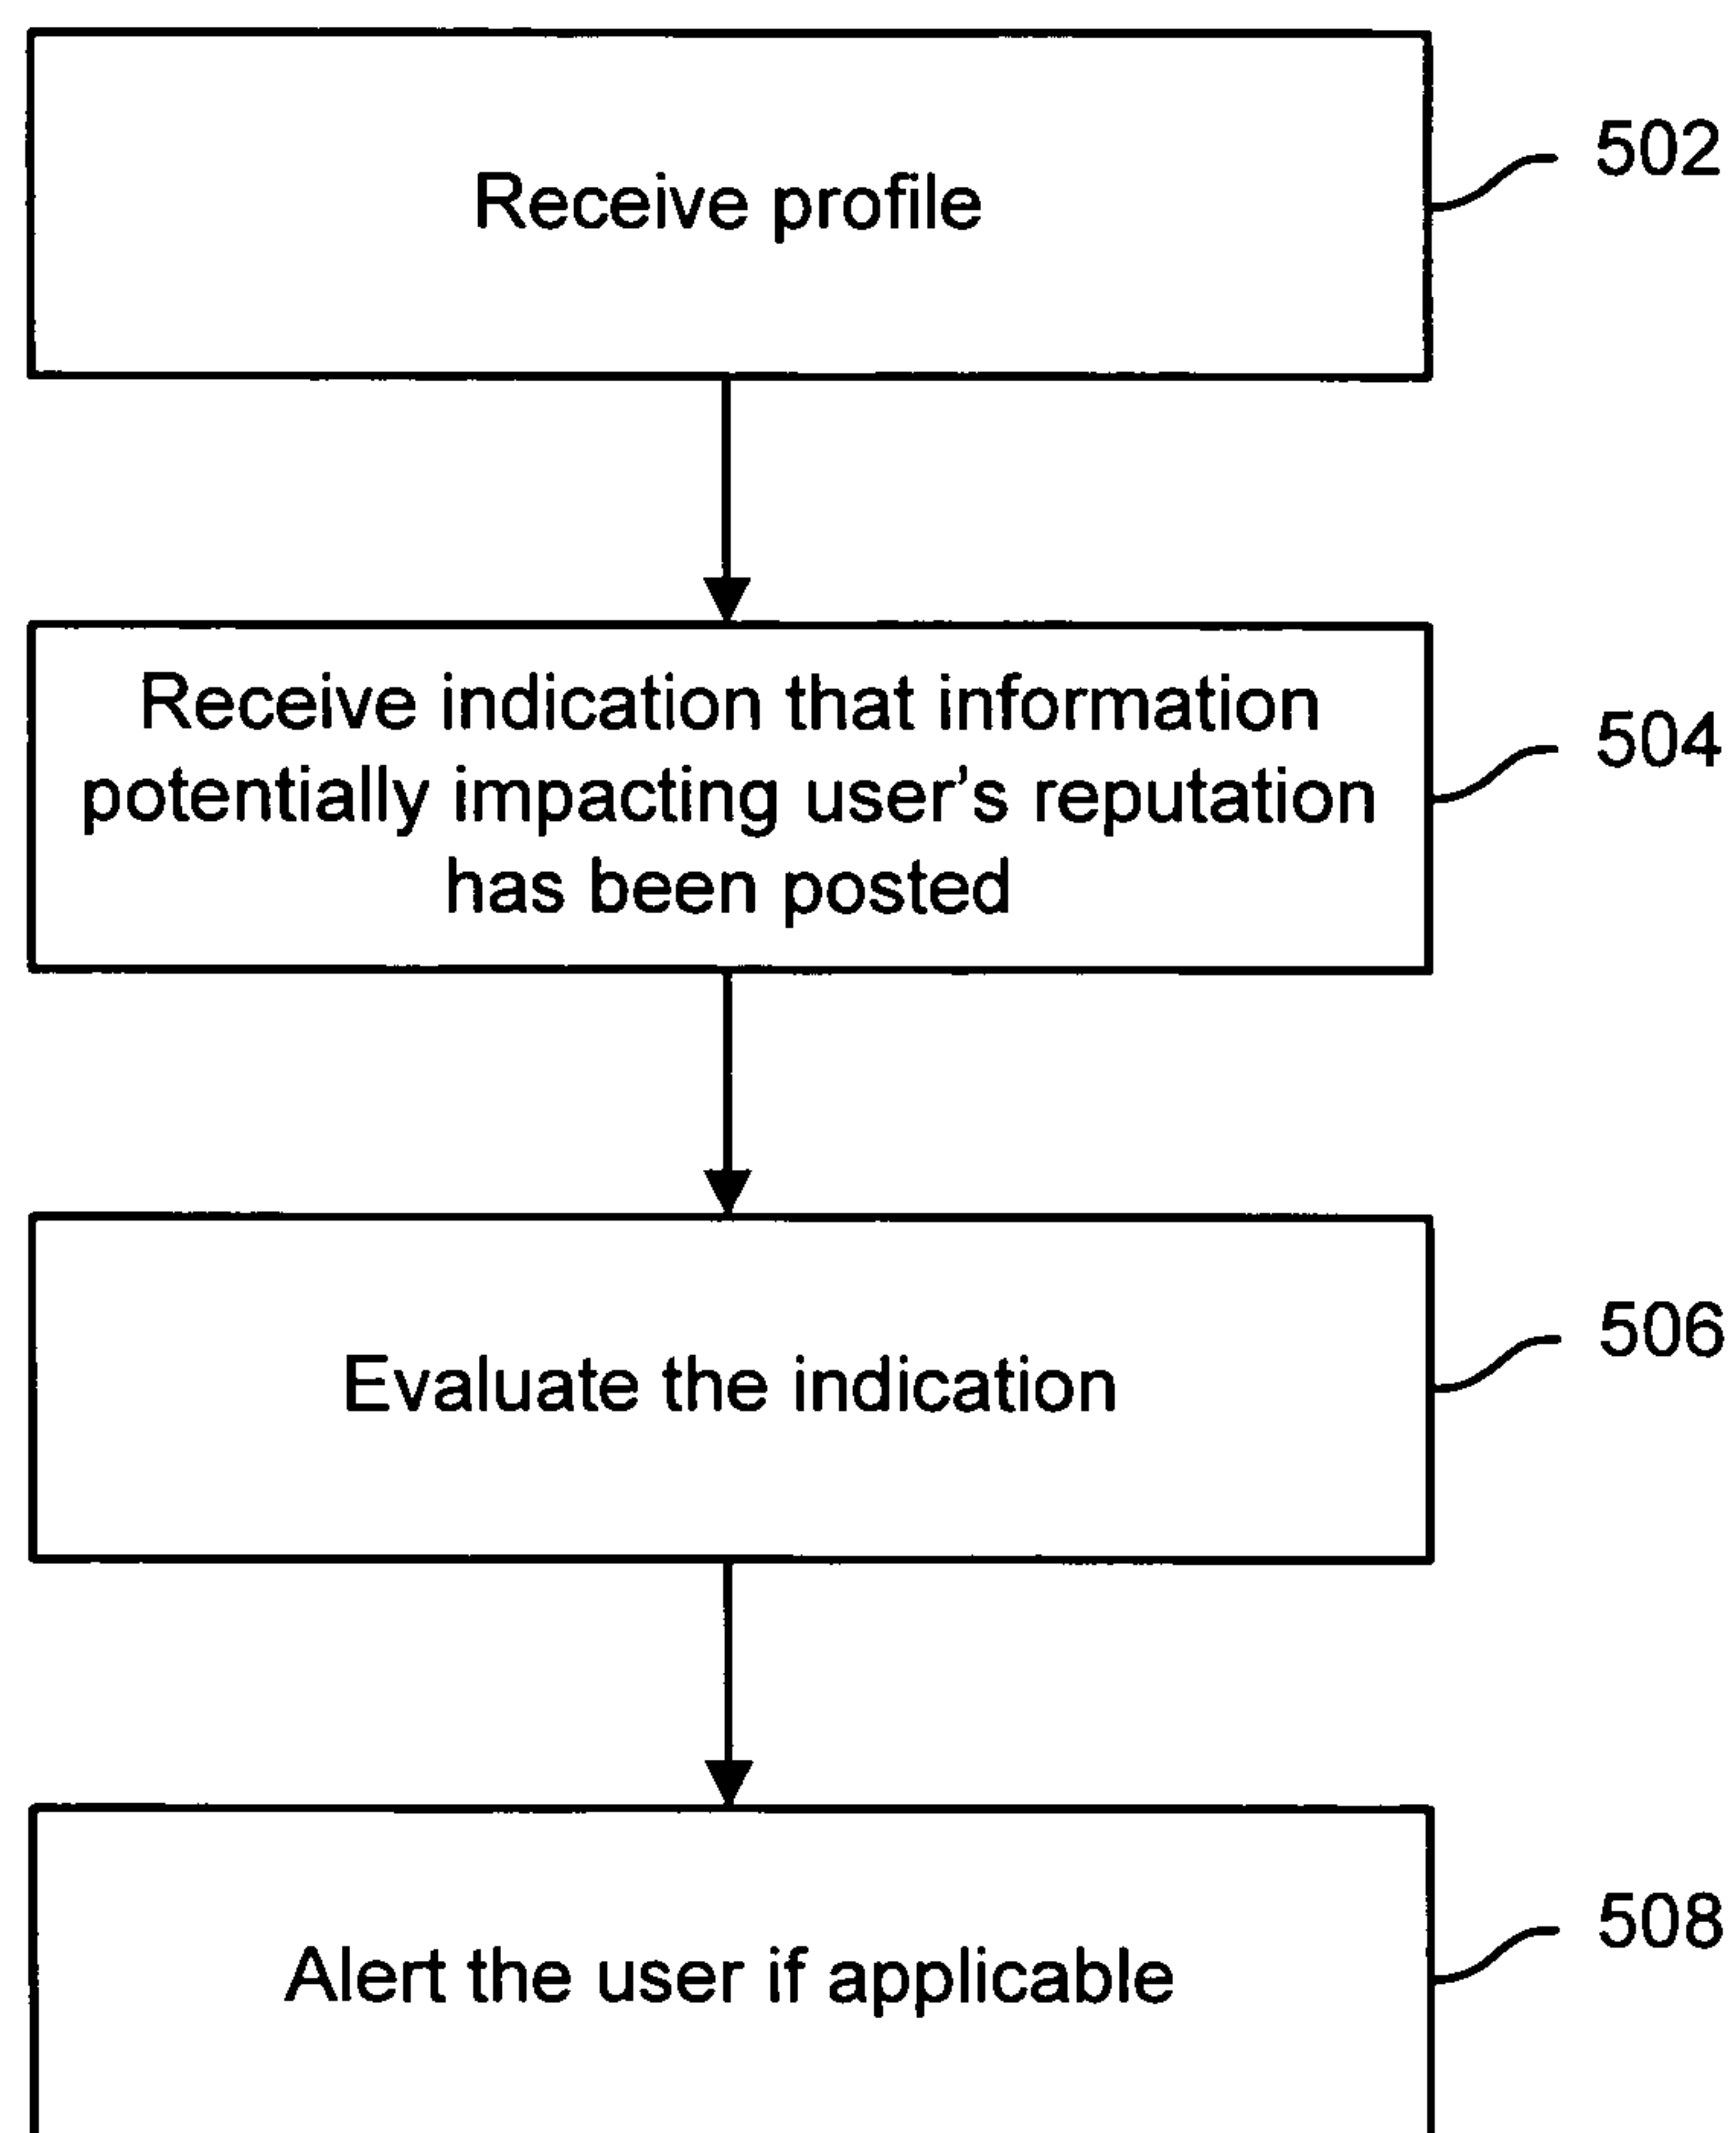 Receive profile
502
Receive indication that information
potentially impacting user’s reputation
has been posted
504
Evaluate the indication
506
Alert the user if applicable
508